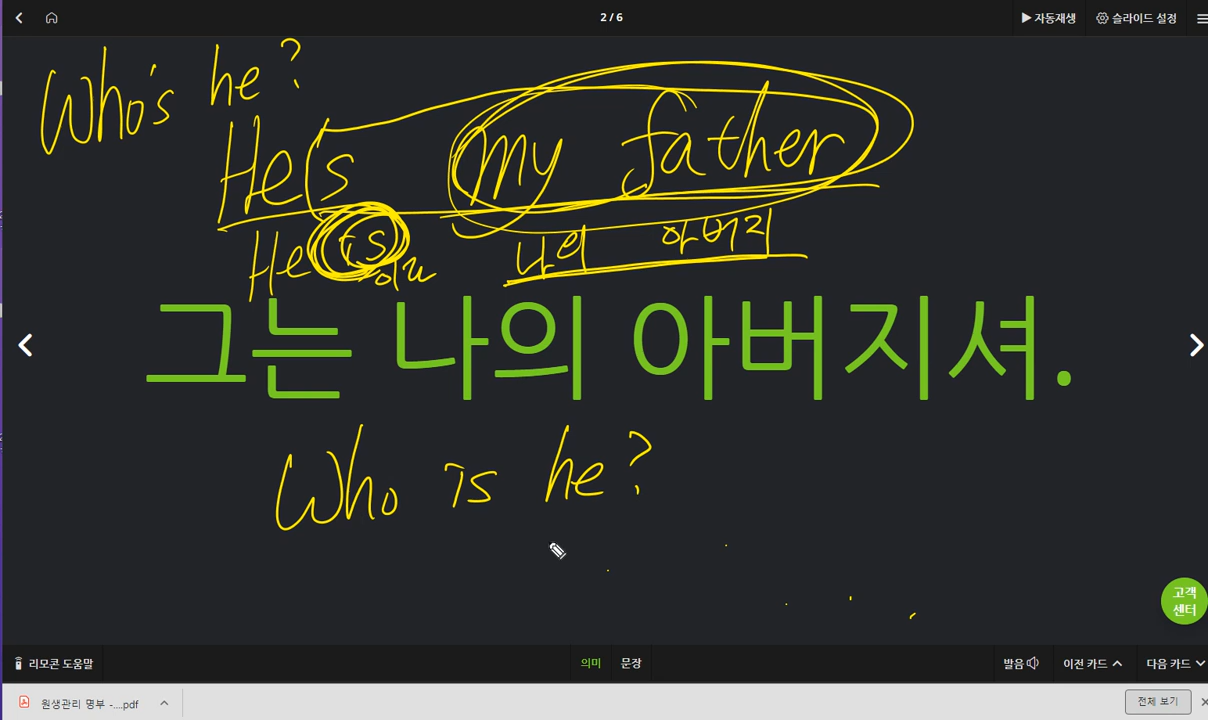 2 / 6
자동재생
슬라이드 설정
Who's he?
He's my father
He is
이다
나의 아버지
그는 나의 아버지셔.
Who is he?
고객
센터
리모콘 도움말
의미
문장
발음
이전 카드
다음 카드
원생관리 명부 -....pdf
전체 보기